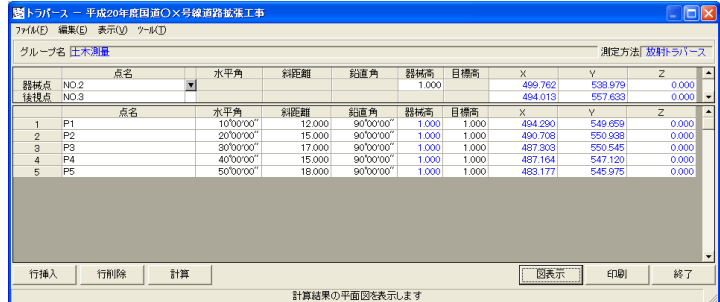 トラバース － 平成20年度国道〇×号線道路拡張工事
ファイル(F) 編集(E) 表示(V) ツール(T)
グループ名 土木測量 測定方法 放射トラバース
点名 水平角 斜距離 鉛直角 器械高 目標高 X Y Z
器械点 NO.2 1.000 499.762 538.979 0.000
後視点 NO.3 494.013 557.633 0.000
点名 水平角 斜距離 鉛直角 器械高 目標高 X Y Z
1 P1 10°00'00" 12.000 90°00'00" 1.000 1.000 494.290 549.659 0.000
2 P2 20°00'00" 15.000 90°00'00" 1.000 1.000 490.708 550.938 0.000
3 P3 30°00'00" 17.000 90°00'00" 1.000 1.000 487.303 550.545 0.000
4 P4 40°00'00" 15.000 90°00'00" 1.000 1.000 487.164 547.120 0.000
5 P5 50°00'00" 18.000 90°00'00" 1.000 1.000 483.177 545.975 0.000
行挿入 行削除 計算 図表示 印刷 終了
計算結果の平面図を表示します